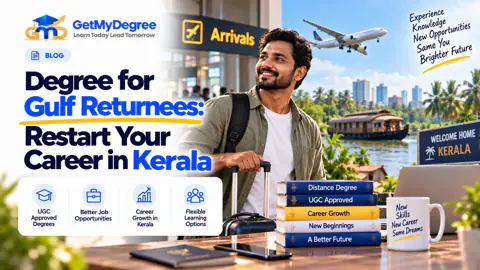 GetMyDegree
Learn Today Lead Tomorrow
BLOG
Degree for
Gulf Returnees:
Restart Your
Career in Kerala
UGC
Approved
Degrees
Better Job
Opportunities
Career
Growth in
Kerala
Flexible
Learning
Options
Arrivals
Experience
Knowledge
New Opportunities
Same You
Brighter Future
WELCOME HOME
KERALA
Distance Degree
UGC Approved
Career Growth
New Beginnings
A Better Future
New
Skills
New Career
Same Dreams